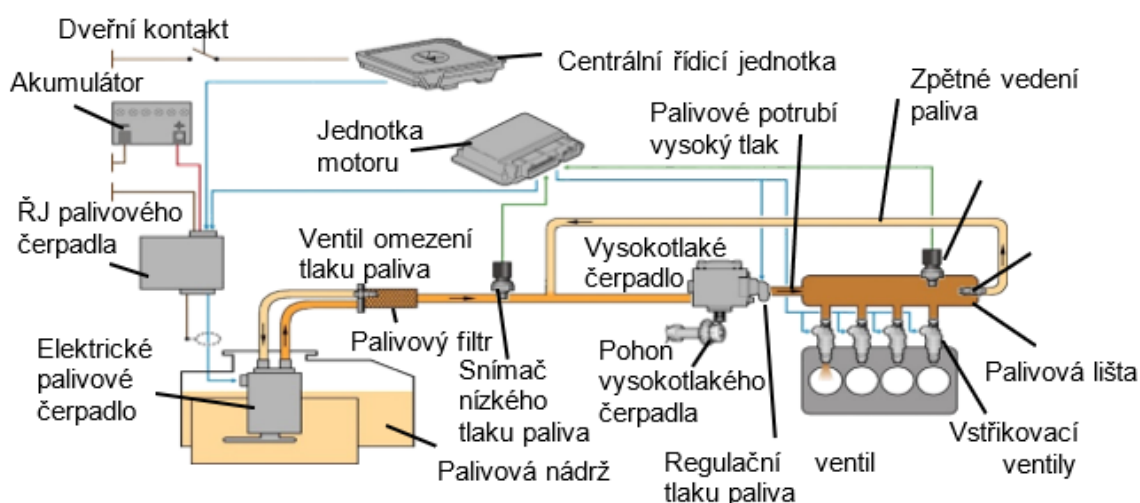 Dveřní kontakt
Centrální řídicí jednotka
Akumulátor
Zpětné vedení
paliva
Palivové potrubí
vysoký tlak
Jednotka
motoru
ŘJ palivového
čerpadla
Ventil omezení
tlaku paliva
Vysokotlaké
čerpadlo
Elektrické
palivové
čerpadlo
Palivový filtr
Snímač
nízkého
tlaku paliva
Pohon
vysokotlakého
čerpadla
Palivová lišta
Palivová nádrž
Regulační ventil
tlaku paliva
Vstřikovací
ventily